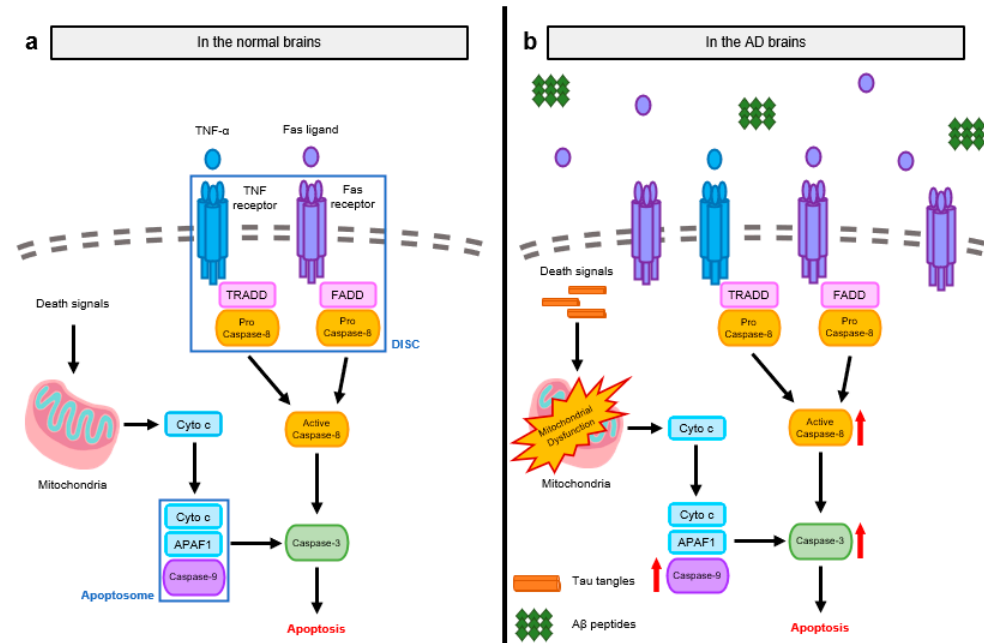 a
In the normal brains
TNF-α
Fas ligand
TNF
receptor
Fas
receptor
Death signals
TRADD
FADD
Pro
Caspase-8
Pro
Caspase-8
DISC
Cyto c
Active
Caspase-8
Mitochondria
Cyto c
APAF1
Caspase-9
Caspase-3
Apoptosome
Apoptosis
b
In the AD brains
Death signals
TRADD
FADD
Pro
Caspase-8
Pro
Caspase-8
Mitochondrial
Dysfunction
Cyto c
Active
Caspase-8
Mitochondria
Cyto c
APAF1
Caspase-9
Caspase-3
Tau tangles
Aβ peptides
Apoptosis